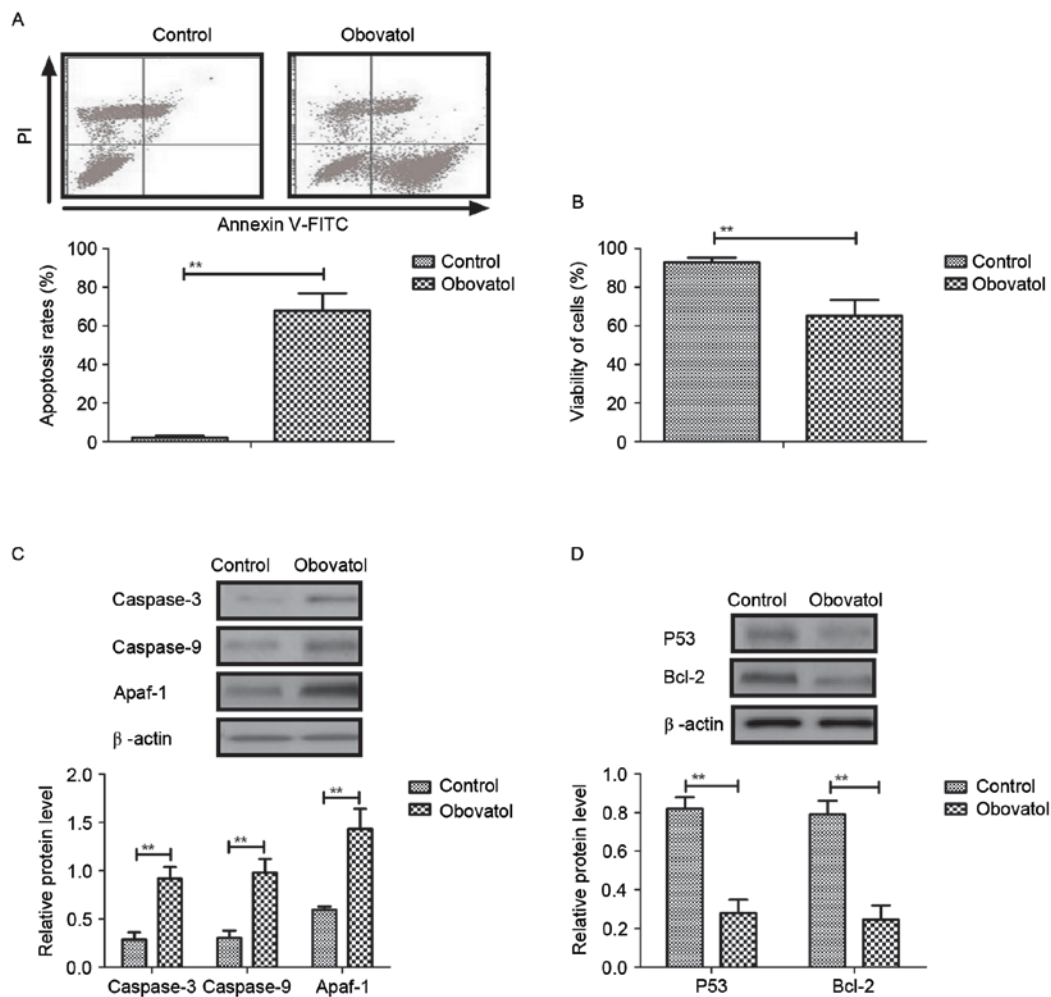 A
Control Obovatol
PI
Annexin V-FITC
100
80
60
40
20
0
Apoptosis rates (%)
**
Control
Obovatol
B
100
80
60
40
20
0
Viability of cells (%)
**
Control
Obovatol
C
Control Obovatol
Caspase-3
Caspase-9
Apaf-1
β -actin
2.0
1.5
1.0
0.5
0.0
Relative protein level
** ** **
Control
Obovatol
Caspase-3 Caspase-9 Apaf-1
D
Control Obovatol
P53
Bcl-2
β -actin
1.0
0.8
0.6
0.4
0.2
0.0
Relative protein level
** **
Control
Obovatol
P53 Bcl-2